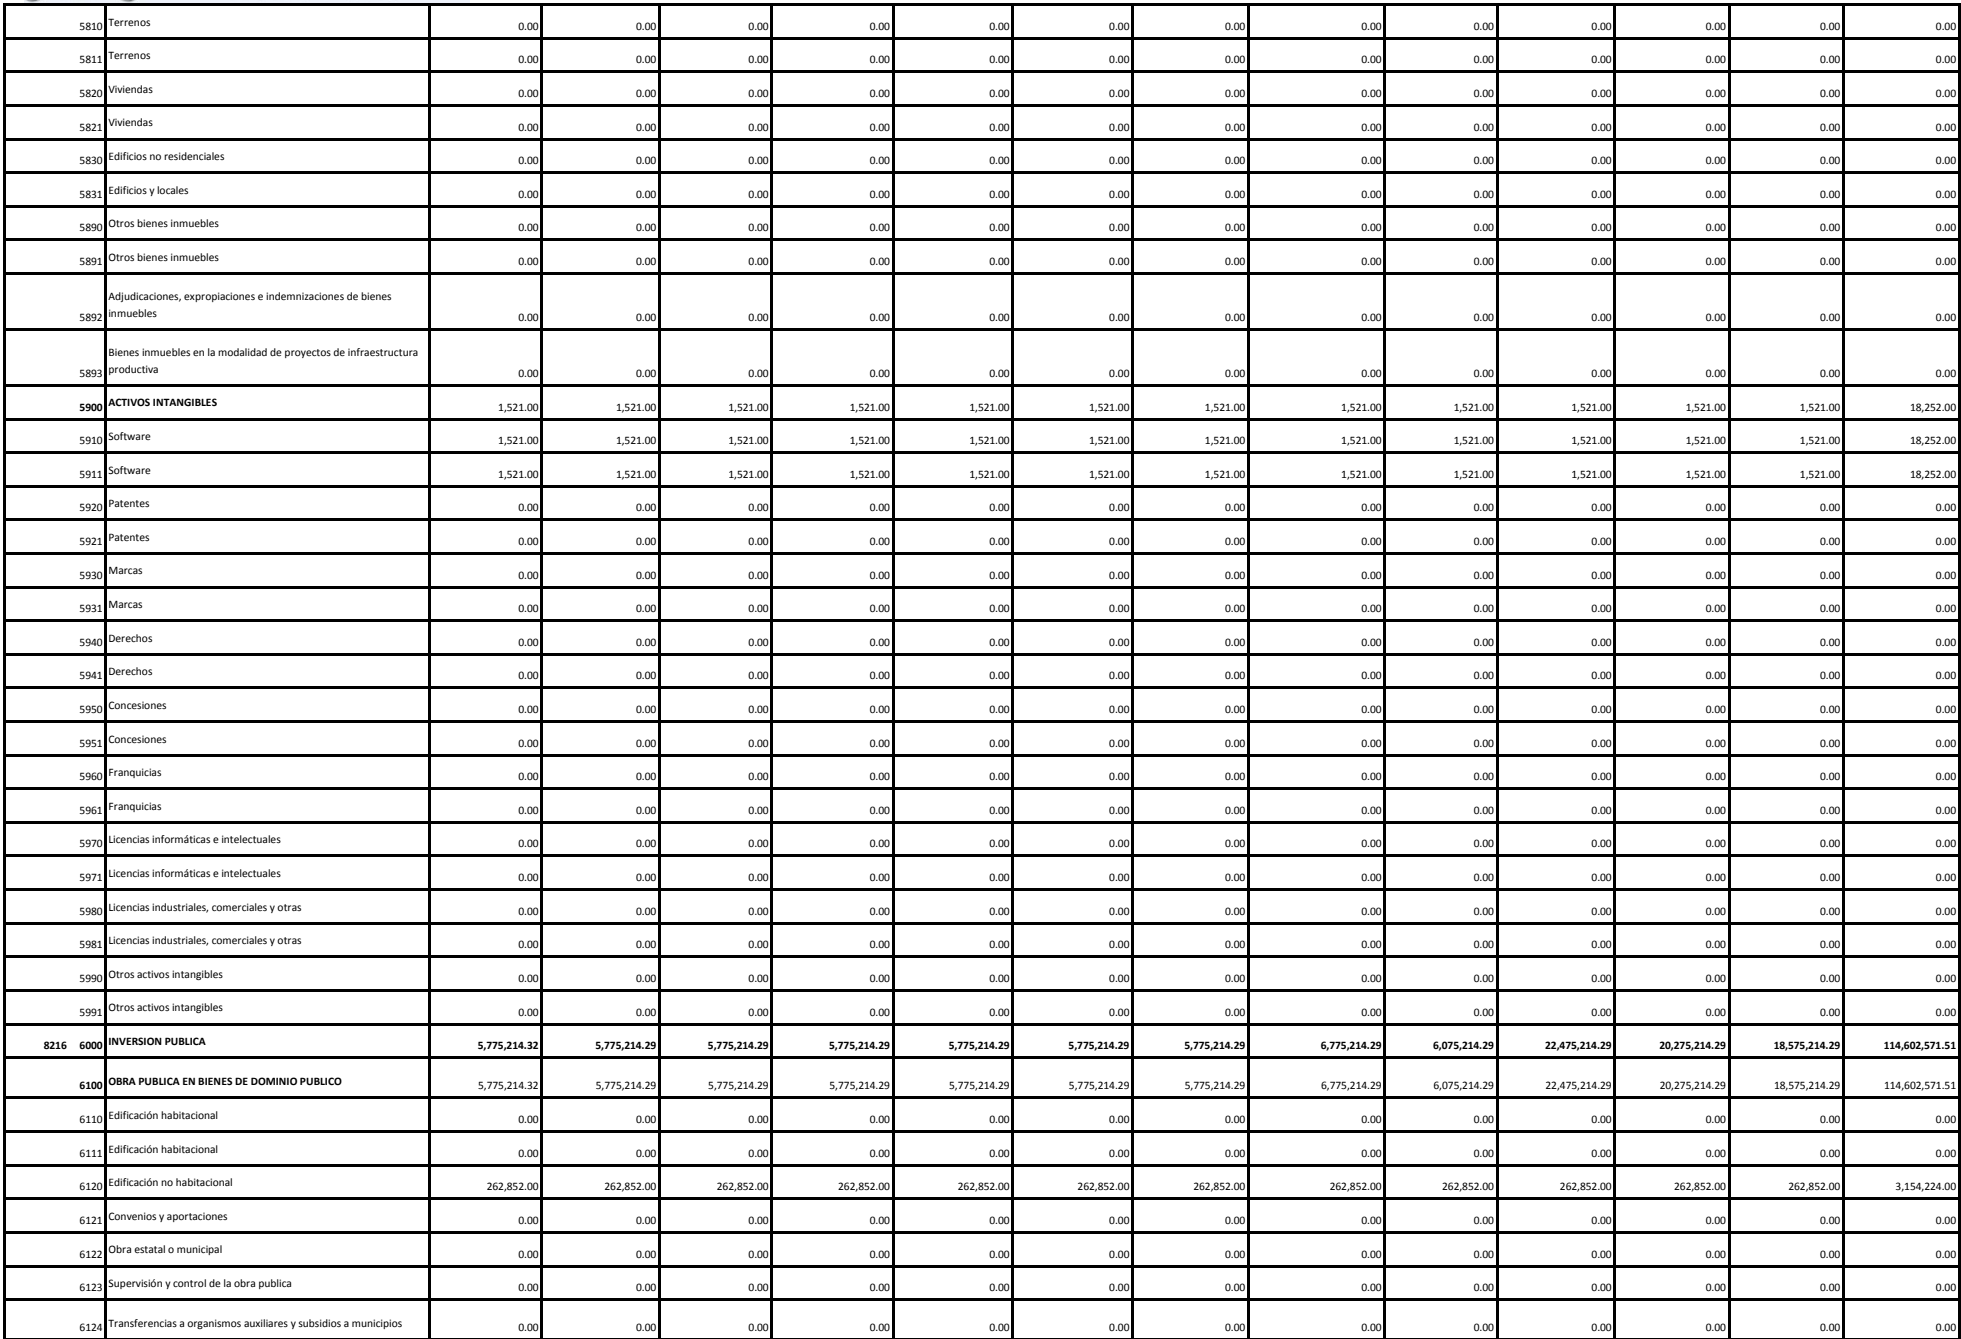 5810 Terrenos 0.00 0.00 0.00 0.00 0.00 0.00 0.00 0.00 0.00 0.00 0.00 0.00 0.00
5811 Terrenos 0.00 0.00 0.00 0.00 0.00 0.00 0.00 0.00 0.00 0.00 0.00 0.00 0.00
5820 Viviendas 0.00 0.00 0.00 0.00 0.00 0.00 0.00 0.00 0.00 0.00 0.00 0.00 0.00
5821 Viviendas 0.00 0.00 0.00 0.00 0.00 0.00 0.00 0.00 0.00 0.00 0.00 0.00 0.00
5830 Edificios no residenciales 0.00 0.00 0.00 0.00 0.00 0.00 0.00 0.00 0.00 0.00 0.00 0.00 0.00
5831 Edificios y locales 0.00 0.00 0.00 0.00 0.00 0.00 0.00 0.00 0.00 0.00 0.00 0.00 0.00
5890 Otros bienes inmuebles 0.00 0.00 0.00 0.00 0.00 0.00 0.00 0.00 0.00 0.00 0.00 0.00 0.00
5891 Otros bienes inmuebles 0.00 0.00 0.00 0.00 0.00 0.00 0.00 0.00 0.00 0.00 0.00 0.00 0.00
Adjudicaciones, expropiaciones e indemnizaciones de bienes
5892 inmuebles 0.00 0.00 0.00 0.00 0.00 0.00 0.00 0.00 0.00 0.00 0.00 0.00 0.00
Bienes inmuebles en la modalidad de proyectos de infraestructura
5893 productiva 0.00 0.00 0.00 0.00 0.00 0.00 0.00 0.00 0.00 0.00 0.00 0.00 0.00
5900 ACTIVOS INTANGIBLES 1,521.00 1,521.00 1,521.00 1,521.00 1,521.00 1,521.00 1,521.00 1,521.00 1,521.00 1,521.00 1,521.00 1,521.00 18,252.00
5910 Software 1,521.00 1,521.00 1,521.00 1,521.00 1,521.00 1,521.00 1,521.00 1,521.00 1,521.00 1,521.00 1,521.00 1,521.00 18,252.00
5911 Software 1,521.00 1,521.00 1,521.00 1,521.00 1,521.00 1,521.00 1,521.00 1,521.00 1,521.00 1,521.00 1,521.00 1,521.00 18,252.00
5920 Patentes 0.00 0.00 0.00 0.00 0.00 0.00 0.00 0.00 0.00 0.00 0.00 0.00 0.00
5921 Patentes 0.00 0.00 0.00 0.00 0.00 0.00 0.00 0.00 0.00 0.00 0.00 0.00 0.00
5930 Marcas 0.00 0.00 0.00 0.00 0.00 0.00 0.00 0.00 0.00 0.00 0.00 0.00 0.00
5931 Marcas 0.00 0.00 0.00 0.00 0.00 0.00 0.00 0.00 0.00 0.00 0.00 0.00 0.00
5940 Derechos 0.00 0.00 0.00 0.00 0.00 0.00 0.00 0.00 0.00 0.00 0.00 0.00 0.00
5941 Derechos 0.00 0.00 0.00 0.00 0.00 0.00 0.00 0.00 0.00 0.00 0.00 0.00 0.00
5950 Concesiones 0.00 0.00 0.00 0.00 0.00 0.00 0.00 0.00 0.00 0.00 0.00 0.00 0.00
5951 Concesiones 0.00 0.00 0.00 0.00 0.00 0.00 0.00 0.00 0.00 0.00 0.00 0.00 0.00
5960 Franquicias 0.00 0.00 0.00 0.00 0.00 0.00 0.00 0.00 0.00 0.00 0.00 0.00 0.00
5961 Franquicias 0.00 0.00 0.00 0.00 0.00 0.00 0.00 0.00 0.00 0.00 0.00 0.00 0.00
5970 Licencias informáticas e intelectuales 0.00 0.00 0.00 0.00 0.00 0.00 0.00 0.00 0.00 0.00 0.00 0.00 0.00
5971 Licencias informáticas e intelectuales 0.00 0.00 0.00 0.00 0.00 0.00 0.00 0.00 0.00 0.00 0.00 0.00 0.00
5980 Licencias industriales, comerciales y otras 0.00 0.00 0.00 0.00 0.00 0.00 0.00 0.00 0.00 0.00 0.00 0.00 0.00
5981 Licencias industriales, comerciales y otras 0.00 0.00 0.00 0.00 0.00 0.00 0.00 0.00 0.00 0.00 0.00 0.00 0.00
5990 Otros activos intangibles 0.00 0.00 0.00 0.00 0.00 0.00 0.00 0.00 0.00 0.00 0.00 0.00 0.00
5991 Otros activos intangibles 0.00 0.00 0.00 0.00 0.00 0.00 0.00 0.00 0.00 0.00 0.00 0.00 0.00
8216 6000 INVERSION PUBLICA 5,775,214.32 5,775,214.29 5,775,214.29 5,775,214.29 5,775,214.29 5,775,214.29 5,775,214.29 6,775,214.29 6,075,214.29 22,475,214.29 20,275,214.29 18,575,214.29 114,602,571.51
6100 OBRA PUBLICA EN BIENES DE DOMINIO PUBLICO 5,775,214.32 5,775,214.29 5,775,214.29 5,775,214.29 5,775,214.29 5,775,214.29 5,775,214.29 6,775,214.29 6,075,214.29 22,475,214.29 20,275,214.29 18,575,214.29 114,602,571.51
6110 Edificación habitacional 0.00 0.00 0.00 0.00 0.00 0.00 0.00 0.00 0.00 0.00 0.00 0.00 0.00
6111 Edificación habitacional 0.00 0.00 0.00 0.00 0.00 0.00 0.00 0.00 0.00 0.00 0.00 0.00 0.00
6120 Edificación no habitacional 262,852.00 262,852.00 262,852.00 262,852.00 262,852.00 262,852.00 262,852.00 262,852.00 262,852.00 262,852.00 262,852.00 262,852.00 3,154,224.00
6121 Convenios y aportaciones 0.00 0.00 0.00 0.00 0.00 0.00 0.00 0.00 0.00 0.00 0.00 0.00 0.00
6122 Obra estatal o municipal 0.00 0.00 0.00 0.00 0.00 0.00 0.00 0.00 0.00 0.00 0.00 0.00 0.00
6123 Supervisión y control de la obra publica 0.00 0.00 0.00 0.00 0.00 0.00 0.00 0.00 0.00 0.00 0.00 0.00 0.00
6124 Transferencias a organismos auxiliares y subsidios a municipios 0.00 0.00 0.00 0.00 0.00 0.00 0.00 0.00 0.00 0.00 0.00 0.00 0.00